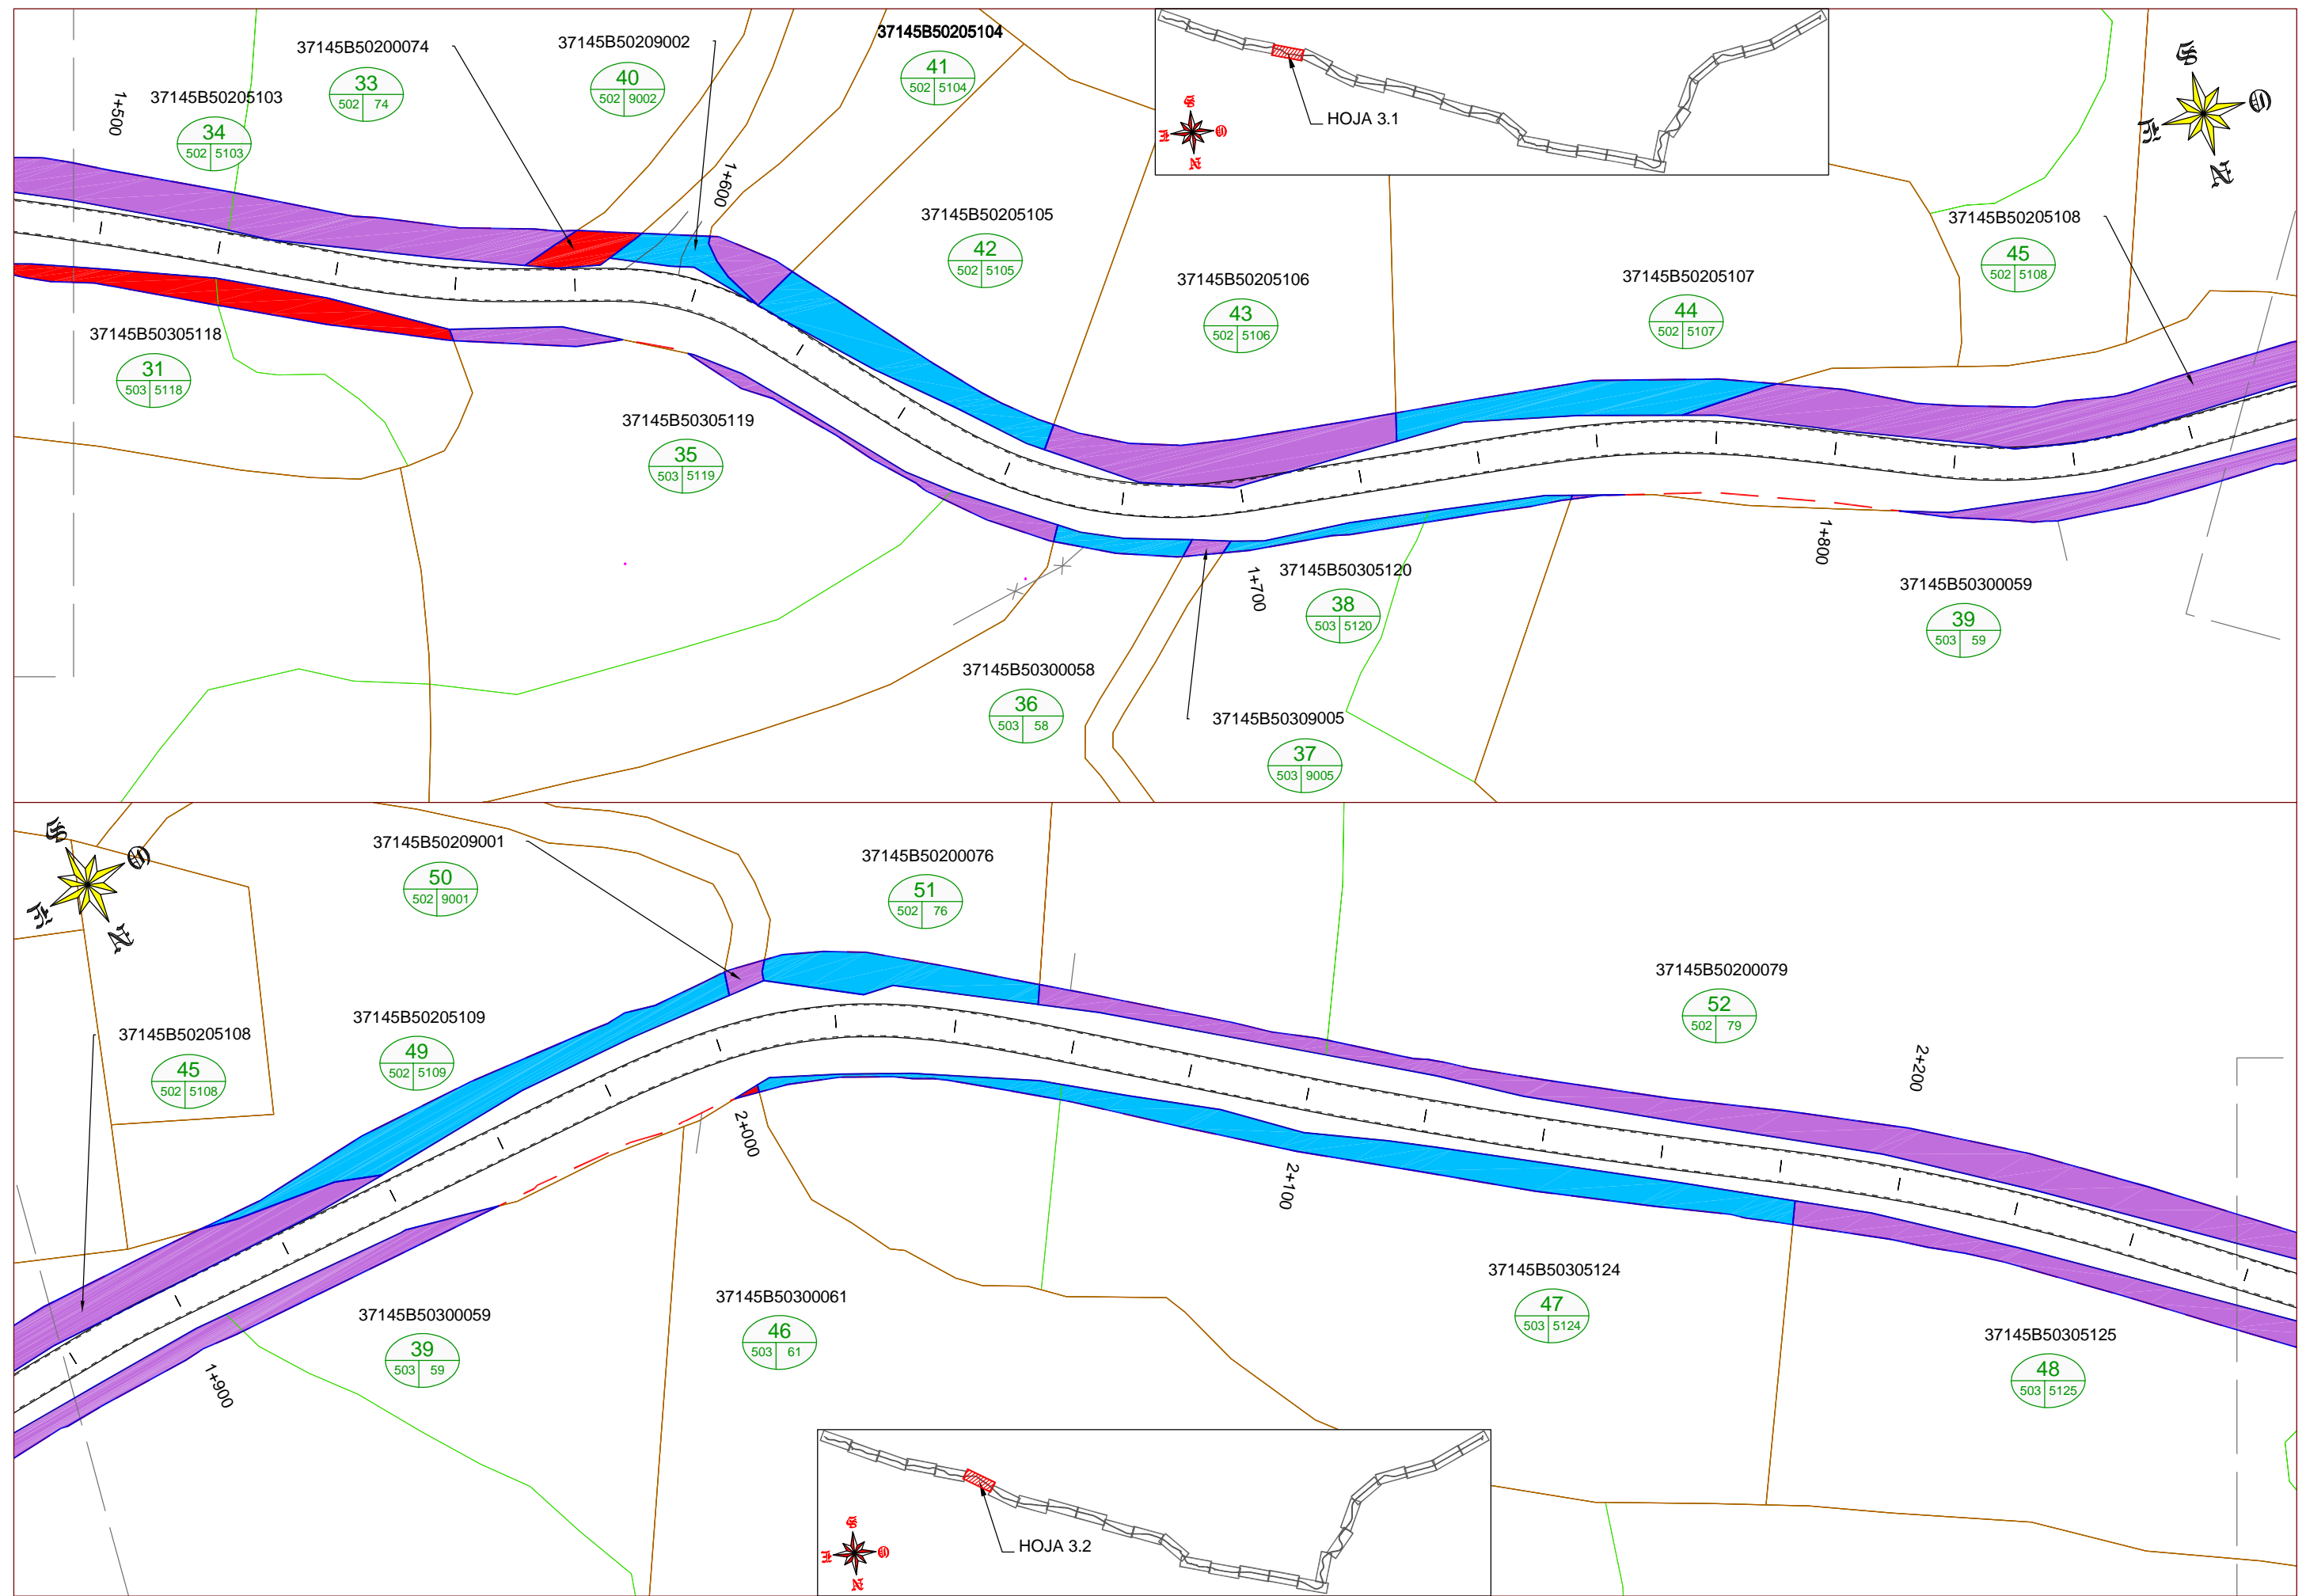 37145B50200074
33
502 74
37145B50209002
40
502 9002
37145B50205104
41
502 5104
37145B50205103
34
502 5103
1+500
1+600
HOJA 3.1
S
E
O
N
S
E
O
N
37145B50205105
42
502 5105
37145B50205106
43
502 5106
37145B50205107
44
502 5107
37145B50205108
45
502 5108
37145B50305118
31
503 5118
37145B50305119
35
503 5119
1+700
1+800
37145B50305120
38
503 5120
37145B50300059
39
503 59
37145B50300058
36
503 58
37145B50309005
37
503 9005
S
E
O
N
37145B50209001
50
502 9001
37145B50200076
51
502 76
37145B50200079
52
502 79
37145B50205108
45
502 5108
37145B50205109
49
502 5109
2+000
2+100
2+200
1+900
37145B50300059
39
503 59
37145B50300061
46
503 61
37145B50305124
47
503 5124
37145B50305125
48
503 5125
HOJA 3.2
S
E
O
N